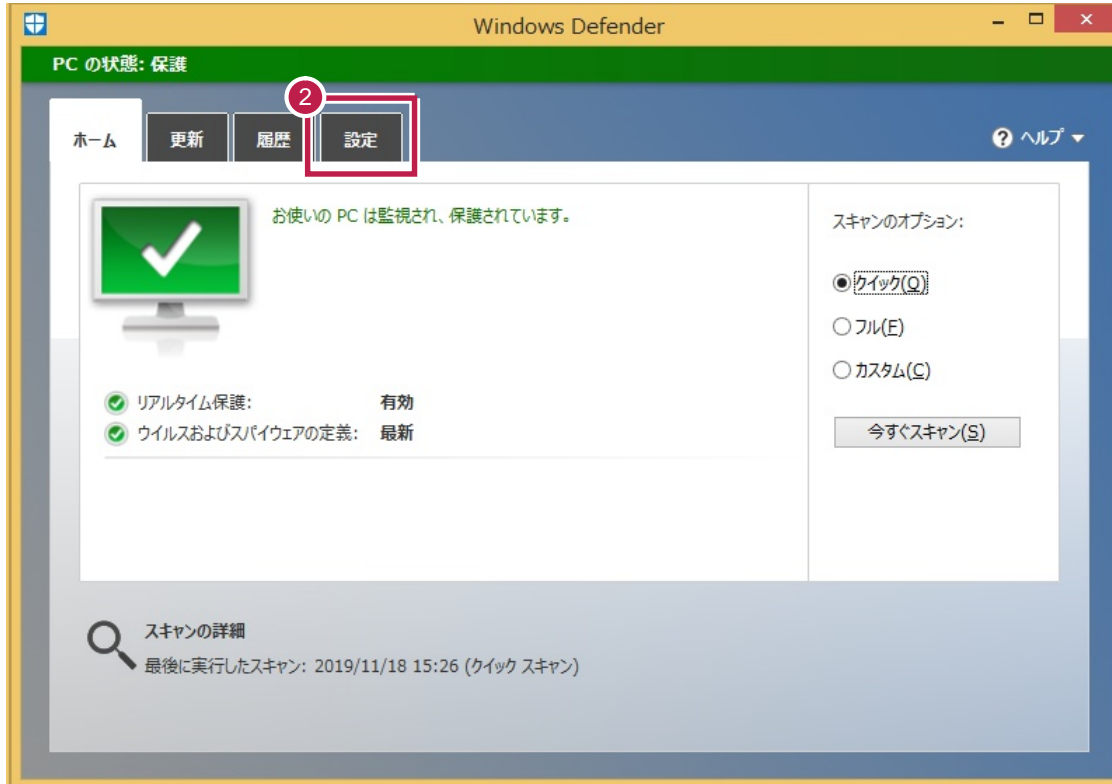 Windows Defender
PC の状態: 保護
2
ホーム 更新 履歴 設定 ヘルプ
お使いの PC は監視され、保護されています。
スキャンのオプション:
クイック(Q)
フル(F)
カスタム(C)
リアルタイム保護: 有効
ウイルスおよびスパイウェアの定義: 最新
今すぐスキャン(S)
スキャンの詳細
最後に実行したスキャン: 2019/11/18 15:26 (クイック スキャン)